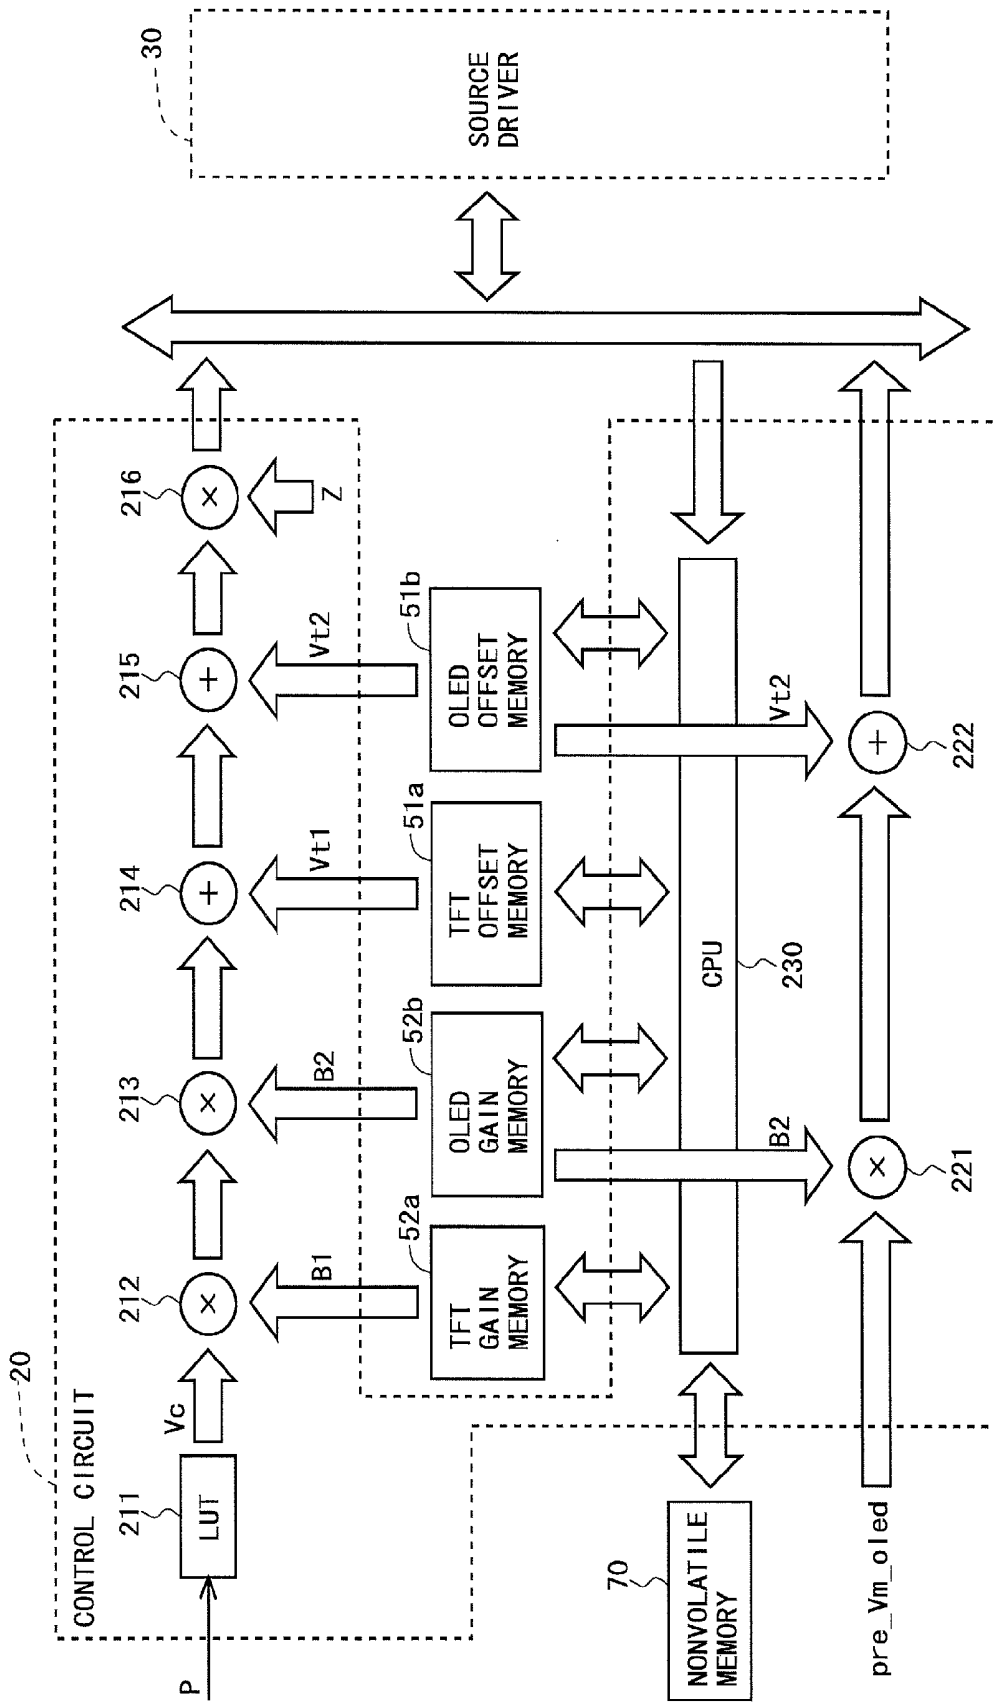 20
CONTROL CIRCUIT
P
211
LUT
Vc
212
×
213
×
214
+
215
+
216
×
Z
B1
B2
Vt1
Vt2
52a
TFT
GAIN
MEMORY
52b
OLED
GAIN
MEMORY
51a
TFT
OFFSET
MEMORY
51b
OLED
OFFSET
MEMORY
30
SOURCE
DRIVER
70
NONVOLATILE
MEMORY
CPU
230
B2
Vt2
pre_Vm_oled
×
221
+
222